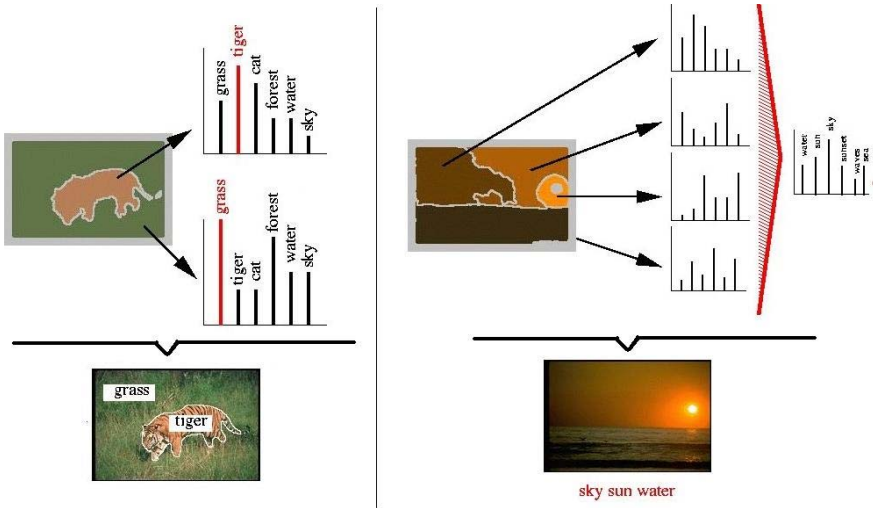 grass
tiger
cat
forest
water
sky
grass
tiger
cat
forest
water
sky
grass
tiger
water
sun
sky
sunset
waves
sea
sky sun water